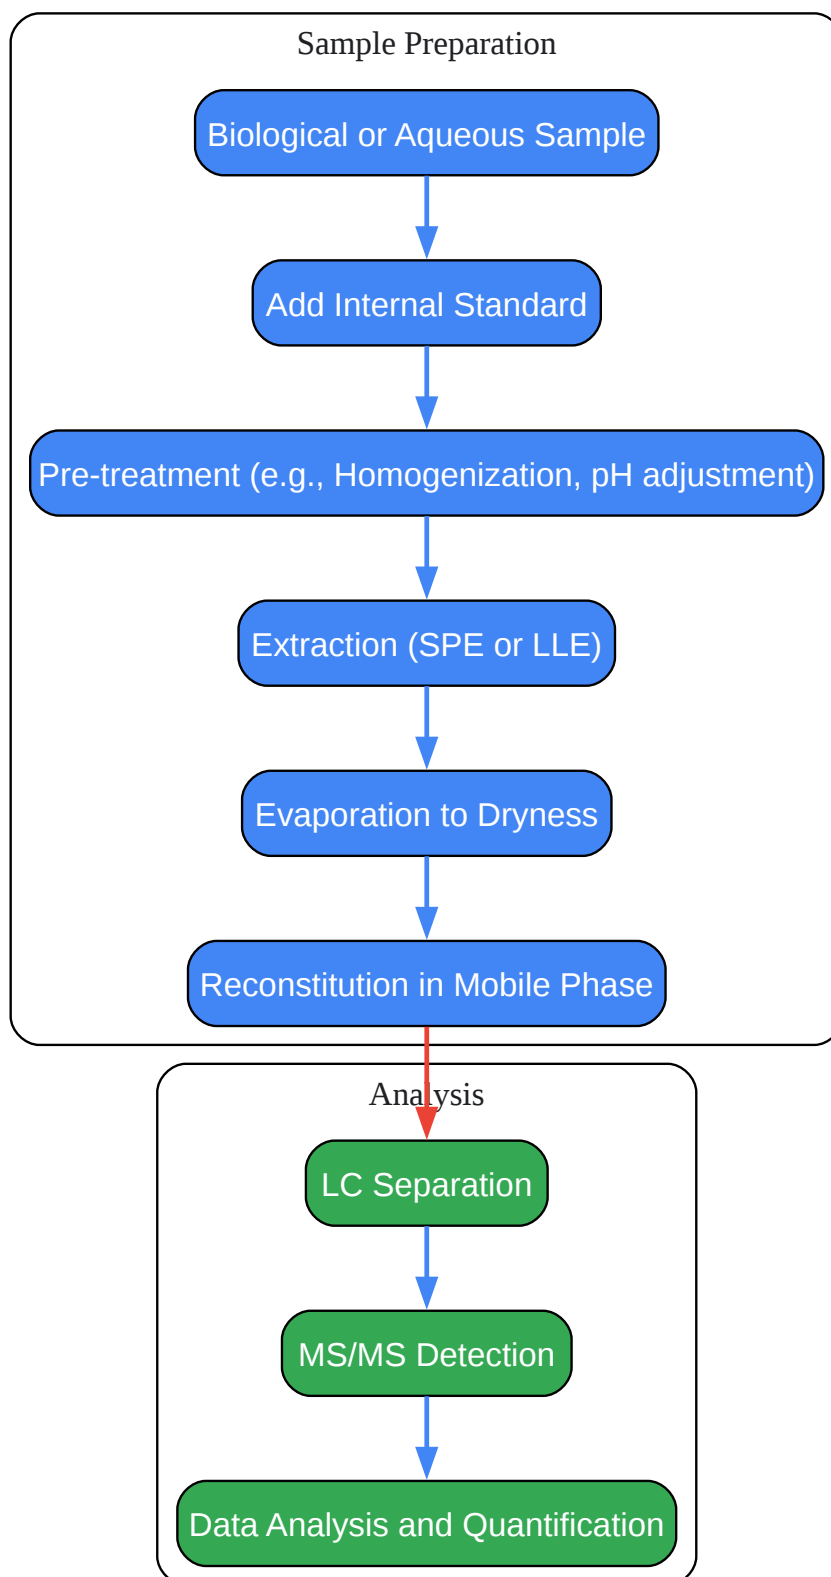 Sample Preparation
Biological or Aqueous Sample
Add Internal Standard
Pre-treatment (e.g., Homogenization, pH adjustment)
Extraction (SPE or LLE)
Evaporation to Dryness
Reconstitution in Mobile Phase
Analysis
LC Separation
MS/MS Detection
Data Analysis and Quantification